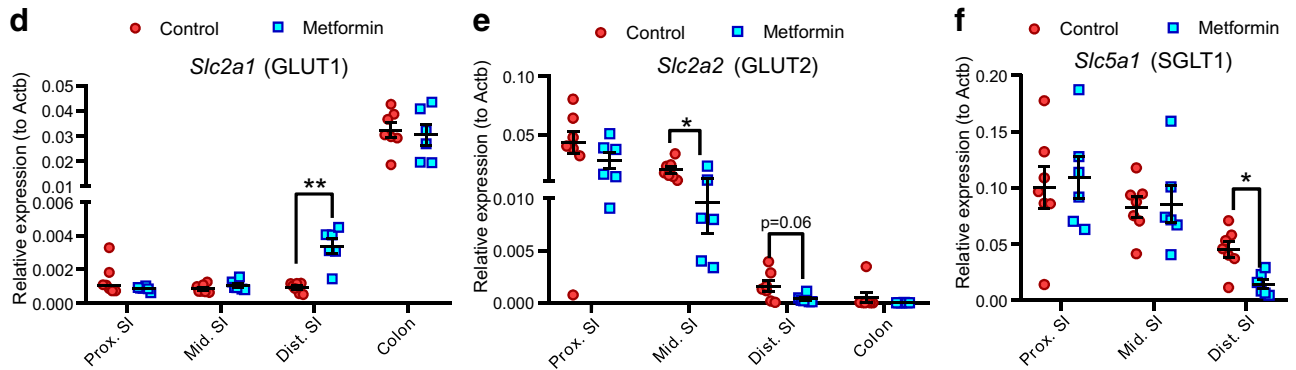 d
Control
Metformin
Slc2a1 (GLUT1)
Relative expression (to Actb)
0.05
0.04
0.03
0.02
0.01
0.006
0.004
0.002
0.000
**
Prox. SI
Mid. SI
Dist. SI
Colon
e
Control
Metformin
Slc2a2 (GLUT2)
Relative expression (to Actb)
0.10
0.05
0.010
0.005
0.000
*
p=0.06
Prox. SI
Mid. SI
Dist. SI
Colon
f
Control
Metformin
Slc5a1 (SGLT1)
Relative expression (to Actb)
0.20
0.15
0.10
0.05
0.00
*
Prox. SI
Mid. SI
Dist. SI